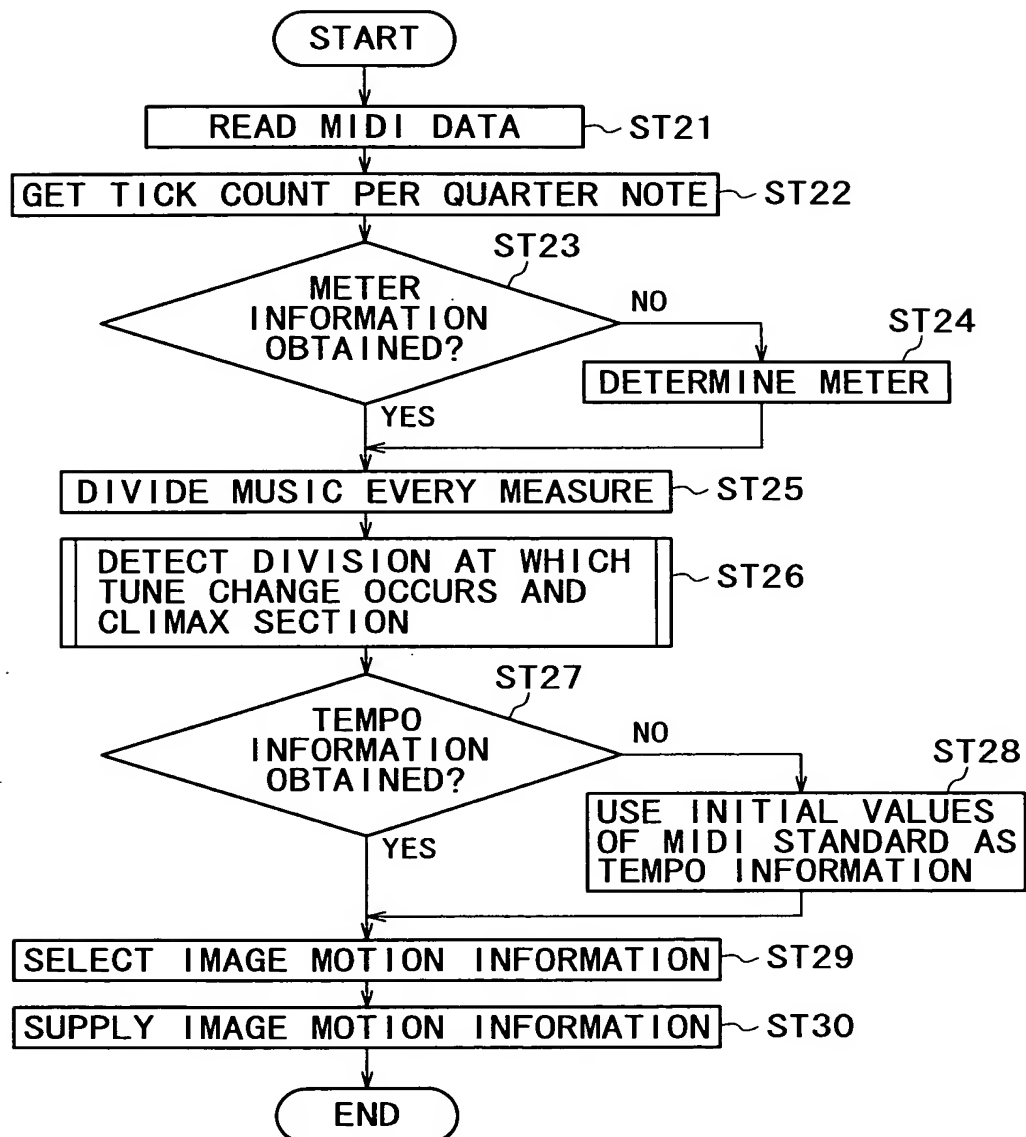 START
READ MIDI DATA
ST21
GET TICK COUNT PER QUARTER NOTE
ST22
ST23
METER
INFORMATION
OBTAINED?
NO
ST24
DETERMINE METER
YES
DIVIDE MUSIC EVERY MEASURE
ST25
DETECT DIVISION AT WHICH
TUNE CHANGE OCCURS AND
CLIMAX SECTION
ST26
ST27
TEMPO
INFORMATION
OBTAINED?
NO
ST28
USE INITIAL VALUES
OF MIDI STANDARD AS
TEMPO INFORMATION
YES
SELECT IMAGE MOTION INFORMATION
ST29
SUPPLY IMAGE MOTION INFORMATION
ST30
END